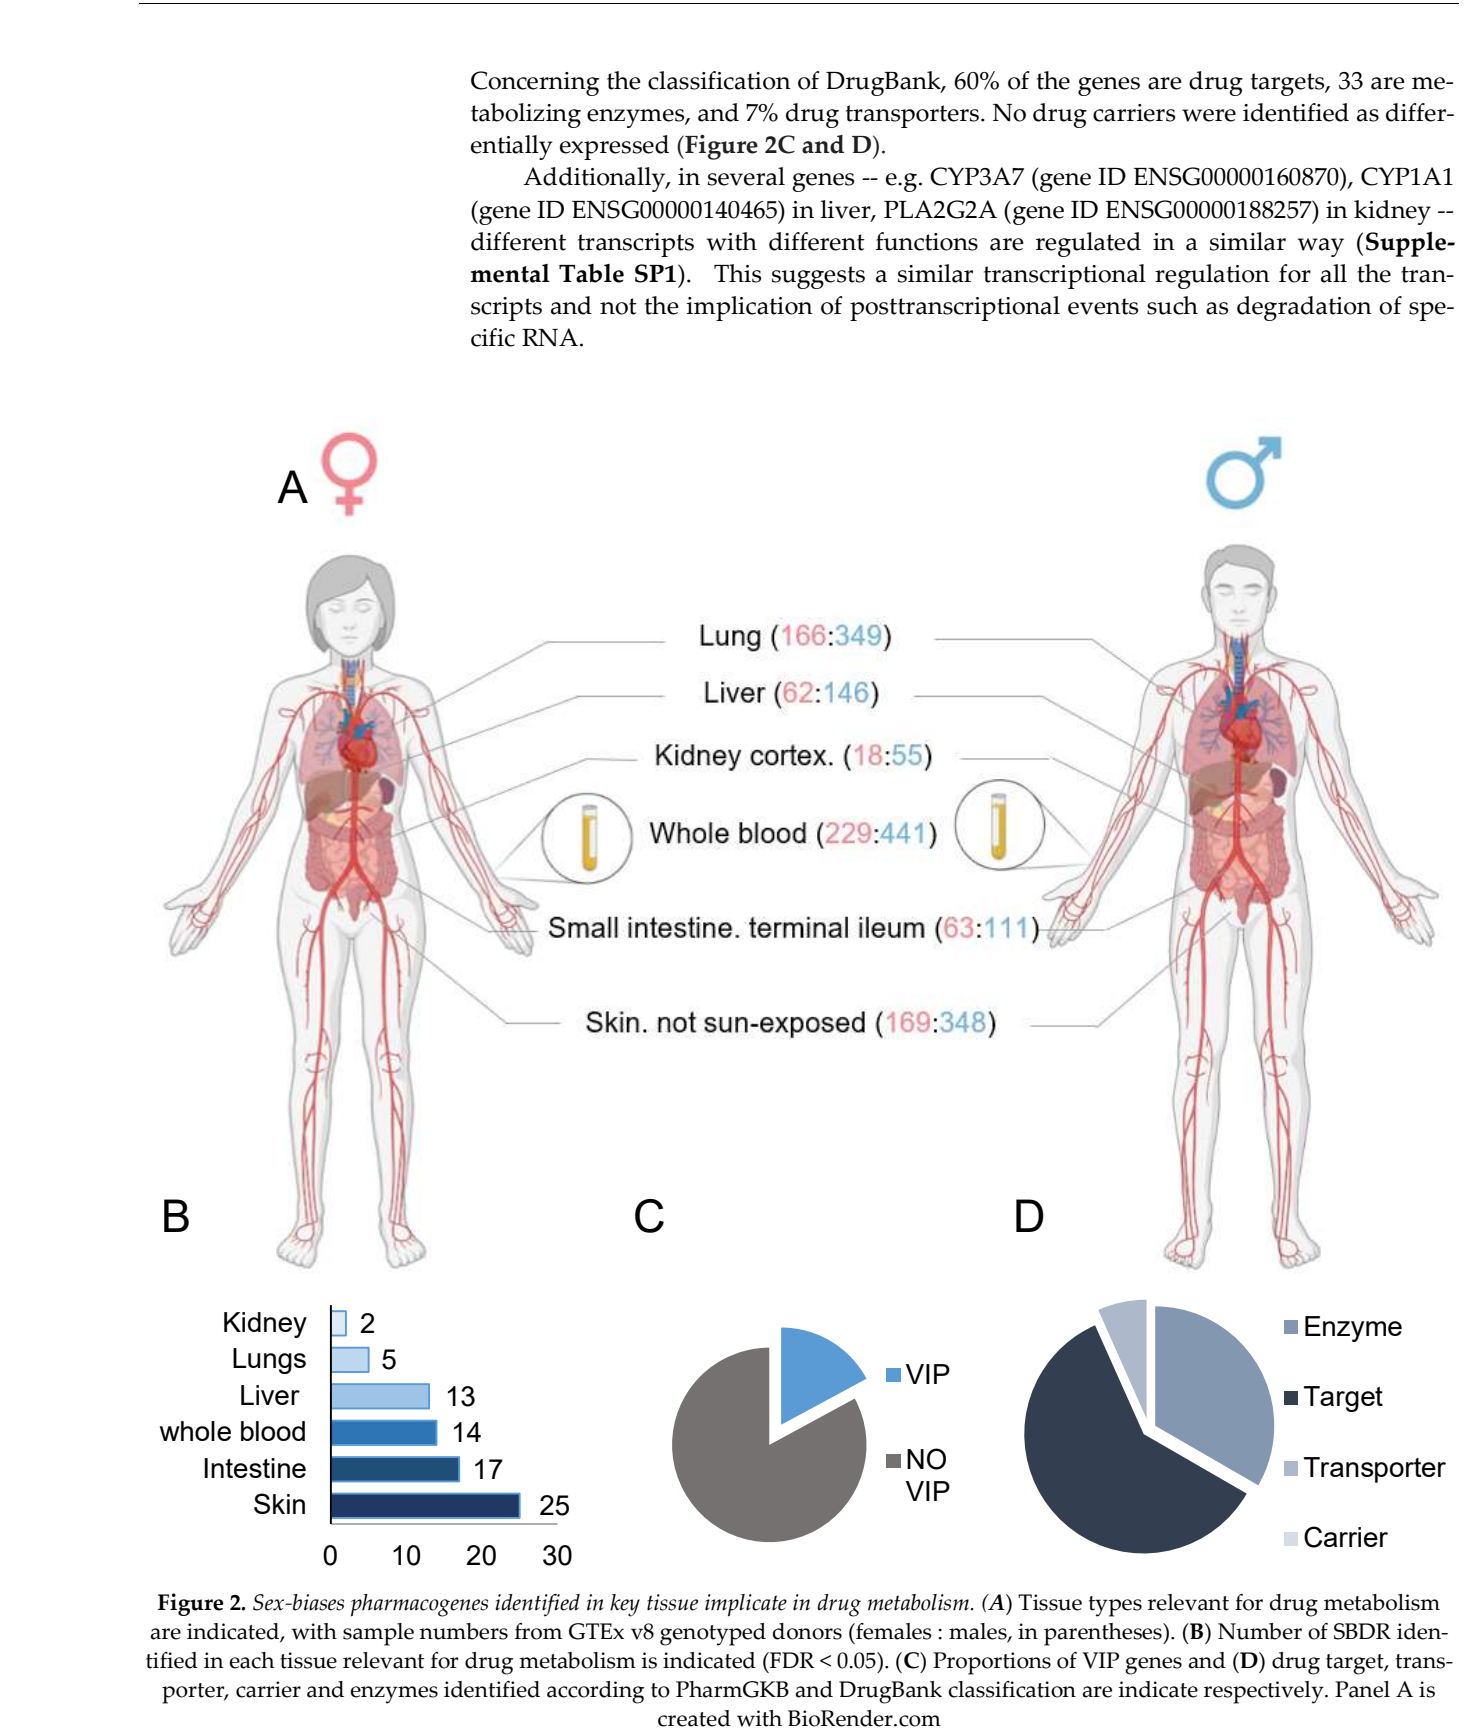 Concerning the classification of DrugBank, 60% of the genes are drug targets, 33 are me-
tabolizing enzymes, and 7% drug transporters. No drug carriers were identified as differ-
entially expressed (Figure 2C and D).
Additionally, in several genes -- e.g. CYP3A7 (gene ID ENSG00000160870), CYP1A1
(gene ID ENSG00000140465) in liver, PLA2G2A (gene ID ENSG00000188257) in kidney --
different transcripts with different functions are regulated in a similar way (Supple-
mental Table SP1). This suggests a similar transcriptional regulation for all the tran-
scripts and not the implication of posttranscriptional events such as degradation of spe-
cific RNA.
A
Lung (166:349)
Liver (62:146)
Kidney cortex. (18:55)
Whole blood (229:441)
Small intestine. terminal ileum (63:111)
Skin. not sun-exposed (169:348)
B
Kidney 2
Lungs 5
Liver 13
whole blood 14
Intestine 17
Skin 25
0 10 20 30
C
VIP
NO
VIP
D
Enzyme
Target
Transporter
Carrier
Figure 2. Sex-biases pharmacogenes identified in key tissue implicate in drug metabolism. (A) Tissue types relevant for drug metabolism
are indicated, with sample numbers from GTEx v8 genotyped donors (females : males, in parentheses). (B) Number of SBDR iden-
tified in each tissue relevant for drug metabolism is indicated (FDR < 0.05). (C) Proportions of VIP genes and (D) drug target, trans-
porter, carrier and enzymes identified according to PharmGKB and DrugBank classification are indicate respectively. Panel A is
created with BioRender.com